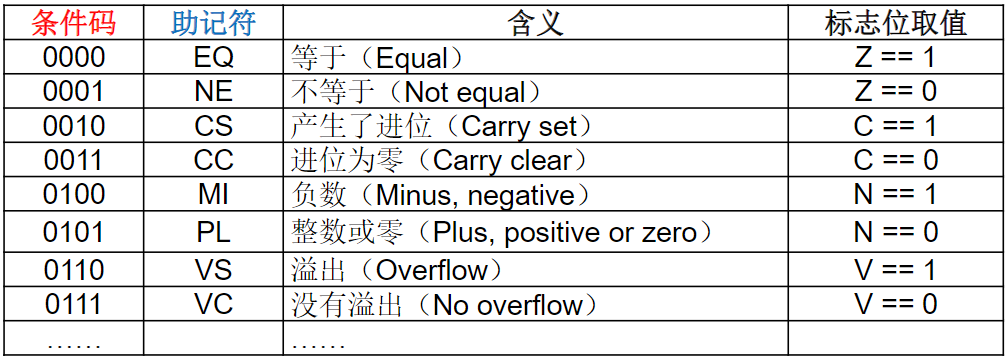 条件码 助记符 含义 标志位取值
0000 EQ 等于（Equal） Z == 1
0001 NE 不等于（Not equal） Z == 0
0010 CS 产生了进位（Carry set） C == 1
0011 CC 进位为零（Carry clear） C == 0
0100 MI 负数（Minus, negative） N == 1
0101 PL 整数或零（Plus, positive or zero） N == 0
0110 VS 溢出（Overflow） V == 1
0111 VC 没有溢出（No overflow） V == 0
…… ……